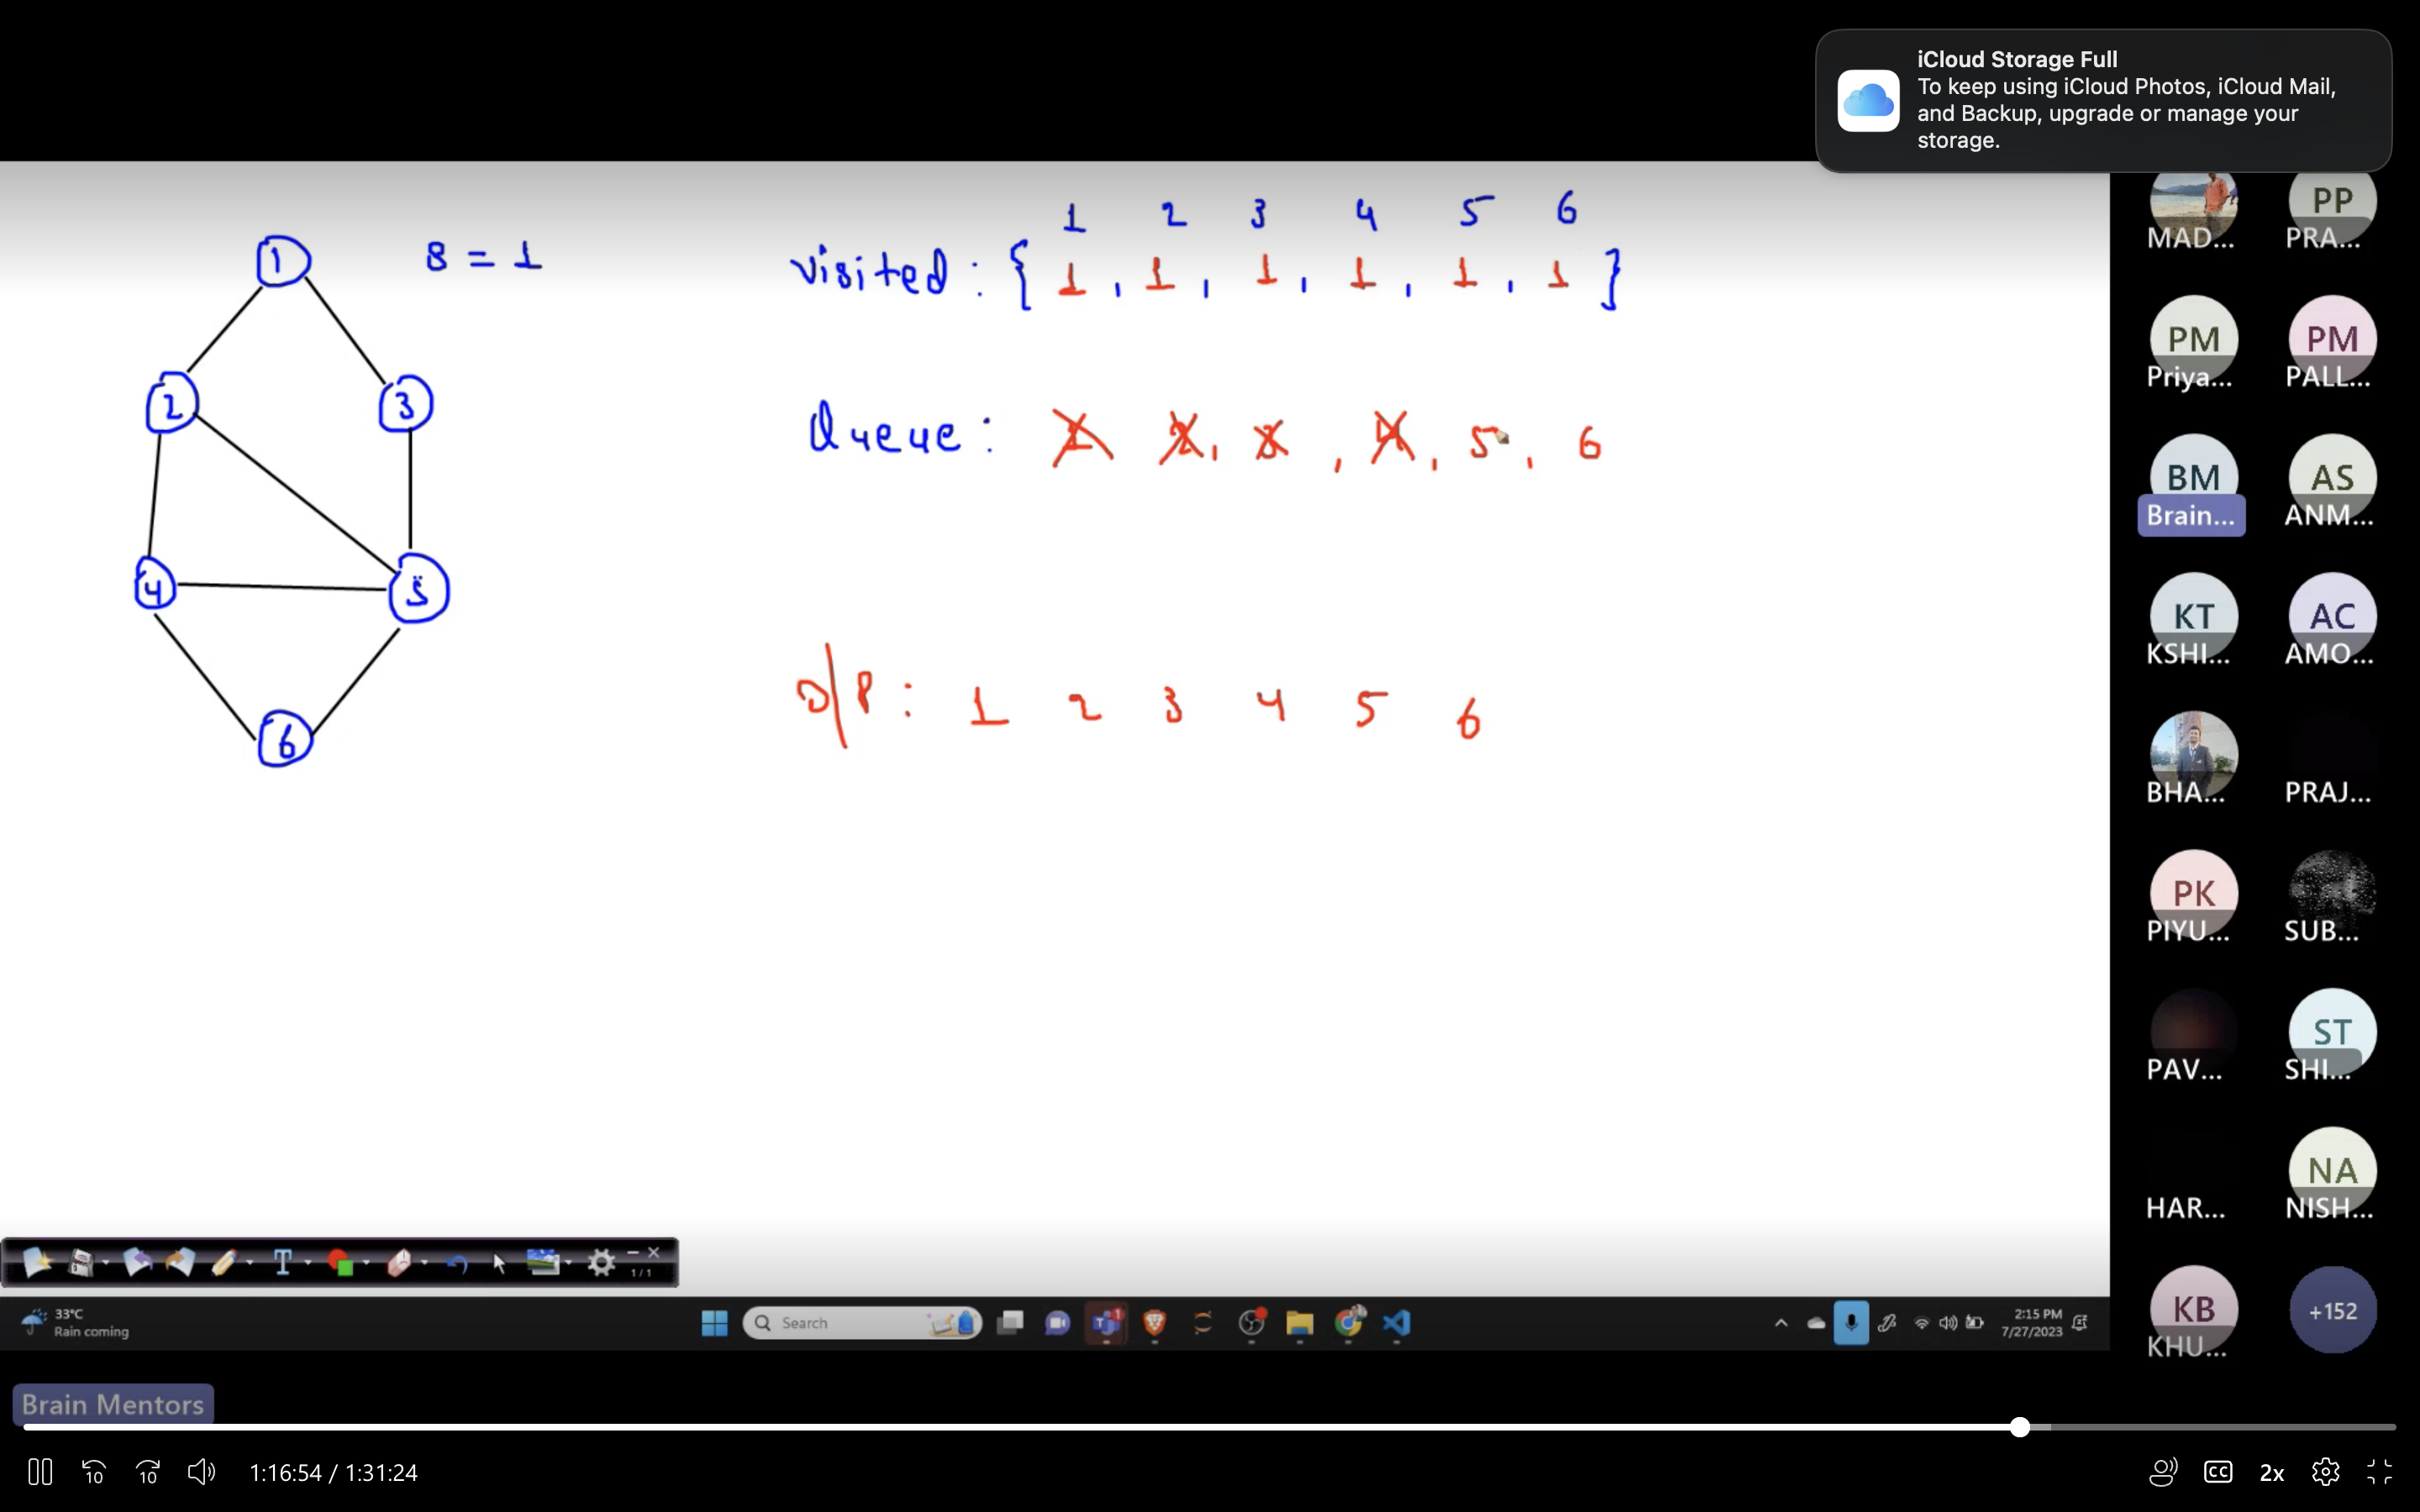 iCloud Storage Full
To keep using iCloud Photos, iCloud Mail,
and Backup, upgrade or manage your
storage.
1 2 3 4 5 6
S = 1
visited : { 1 , 1 , 1 , 1 , 1 , 1 }
Queue : 1 2 , 3 , 4 , 5 , 6
O/P : 1 2 3 4 5 6
1
2
3
4
5
6
PP
MAD...
PRA...
PM
PM
Priya...
PALL...
BM
AS
Brain...
ANM...
KT
AC
KSHI...
AMO...
BHA...
PRAJ...
PK
PIYU...
SUB...
ST
PAV...
SHI...
NA
HAR...
NISH...
KB
+152
KHU...
T
1/1
33°C
Rain coming
Search
2:15 PM
7/27/2023
Brain Mentors
10
10
1:16:54 / 1:31:24
CC
2x